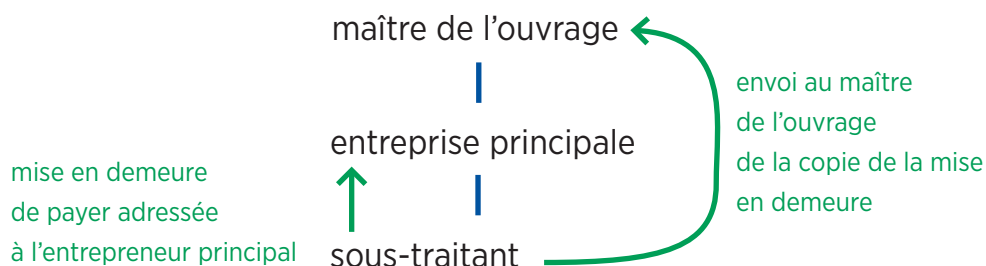 maître de l’ouvrage
envoi au maître
de l’ouvrage
de la copie de la mise
en demeure
entreprise principale
mise en demeure
de payer adressée
à l’entrepreneur principal
sous-traitant